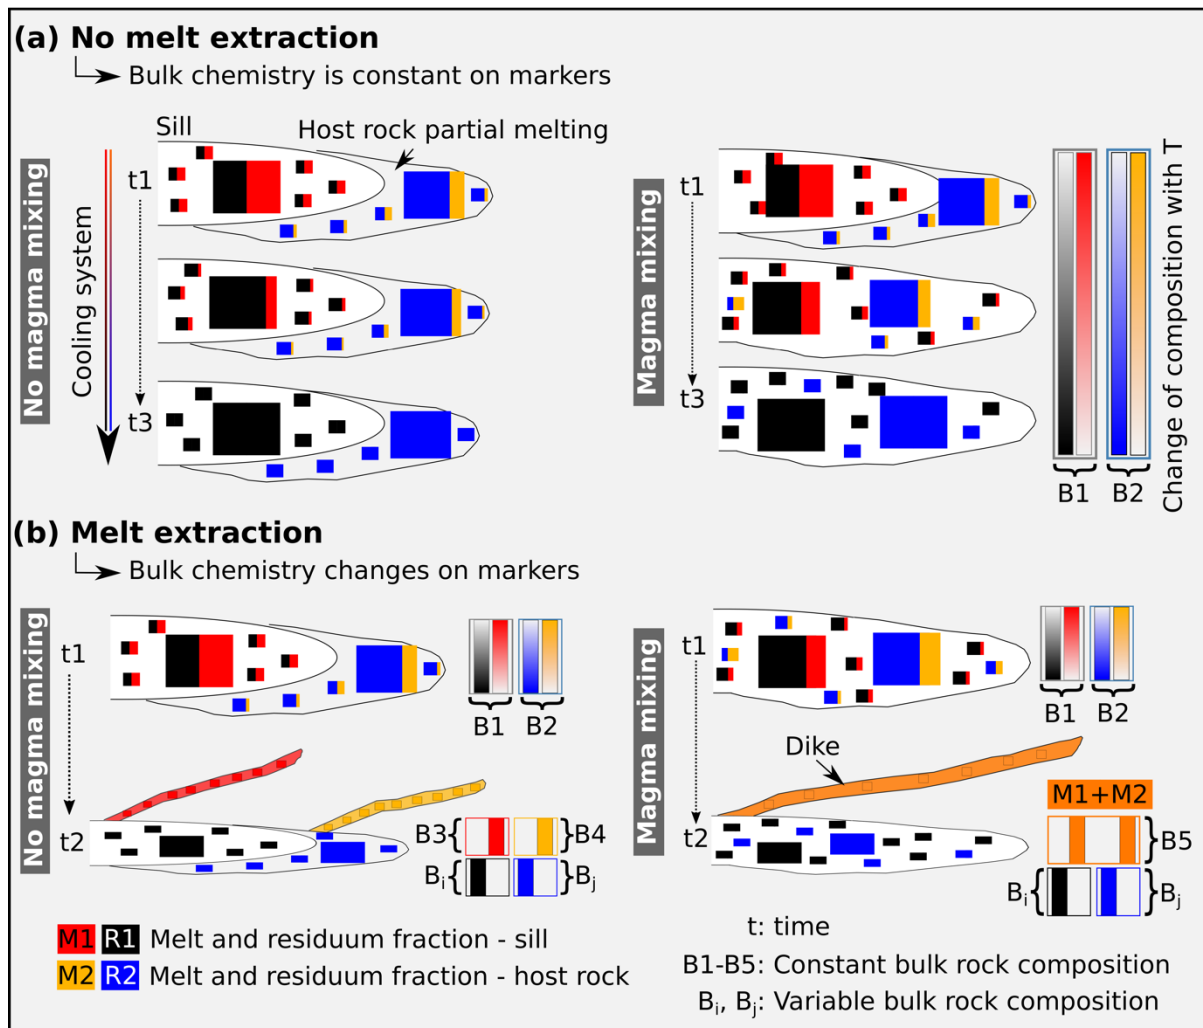 (a) No melt extraction
Bulk chemistry is constant on markers
No magma mixing
Cooling system
Sill
Host rock partial melting
t1
t3
Magma mixing
t1
t3
Change of composition with T
B1
B2
(b) Melt extraction
Bulk chemistry changes on markers
No magma mixing
t1
B1
B2
t2
B3
B4
Bi
Bj
Magma mixing
t1
B1
B2
Dike
t2
M1+M2
B5
Bi
Bj
M1 R1 Melt and residuum fraction - sill
M2 R2 Melt and residuum fraction - host rock
t: time
B1-B5: Constant bulk rock composition
Bi, Bj: Variable bulk rock composition